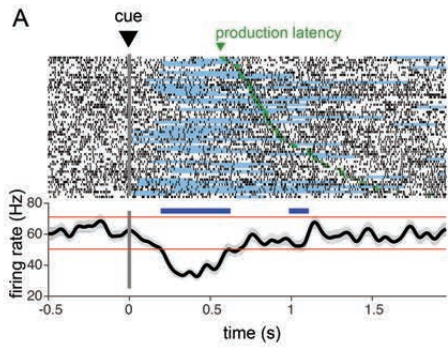 A
cue
production latency
firing rate (Hz)
80
60
40
20
-0.5
0
0.5
1
1.5
time (s)